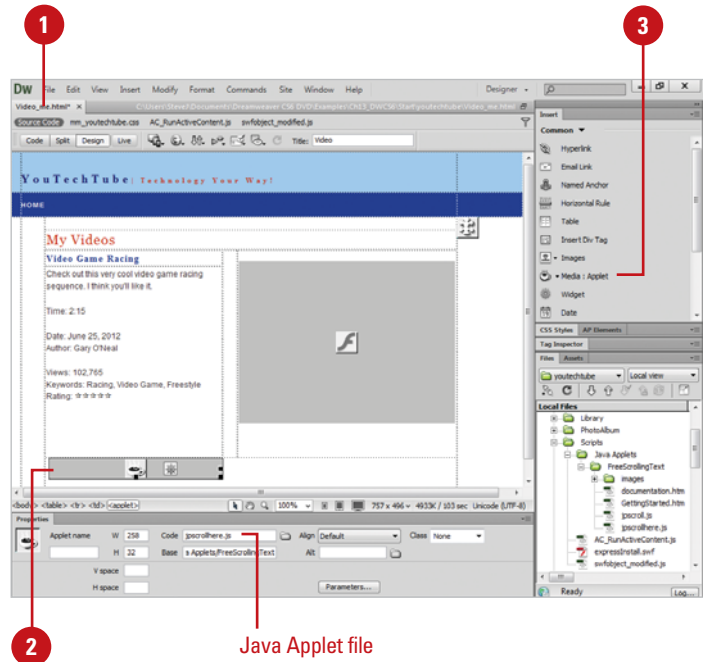 1
3
DW File Edit View Insert Modify Format Commands Site Window Help Designer
Video_me.html* × C:\Users\Steve\Documents\Dreamweaver CS6 DVD\Examples\Ch13_DWCS6\Start\youtechtube\Video_me.html
Source Code mm_youtechtube.css AC_RunActiveContent.js swfobject_modified.js
Code Split Design Live Title: Video
YouTechTube| Technology Your Way!
HOME
My Videos
Video Game Racing
Check out this very cool video game racing
sequence. I think you'll like it.
Time: 2:15
Date: June 25, 2012
Author: Gary O'Neal
Views: 102,765
Keywords: Racing, Video Game, Freestyle
Rating: ☆☆☆☆☆
<body> <table> <tr> <td> <applet> 100% 757 x 496 4933K / 103 sec Unicode (UTF-8)
Properties
Applet name W 258 Code jpscrollhere.js Align Default Class None
H 32 Base s Applets/FreeScrollingText Alt
V space
H space Parameters...
Insert
Common
Hyperlink
Email Link
Named Anchor
Horizontal Rule
Table
Insert Div Tag
Images
Media : Applet
Widget
Date
CSS Styles AP Elements
Tag Inspector
Files Assets
youtechtube Local view
Local Files
Library
PhotoAlbum
Scripts
Java Applets
FreeScrollingText
images
documentation.htm
GettingStarted.htm
jpscroll.js
jpscrollhere.js
AC_RunActiveContent.js
expressInstall.swf
swfobject_modified.js
Ready Log...
2
Java Applet file